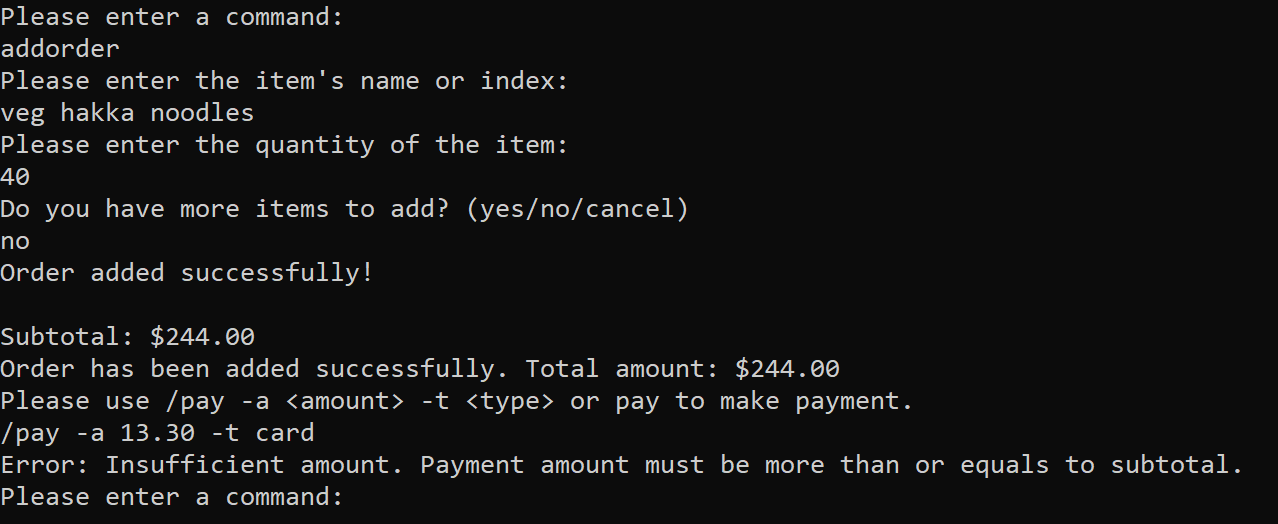 Please enter a command:
addorder
Please enter the item's name or index:
veg hakka noodles
Please enter the quantity of the item:
40
Do you have more items to add? (yes/no/cancel)
no
Order added successfully!
Subtotal: $244.00
Order has been added successfully. Total amount: $244.00
Please use /pay -a <amount> -t <type> or pay to make payment.
/pay -a 13.30 -t card
Error: Insufficient amount. Payment amount must be more than or equals to subtotal.
Please enter a command: